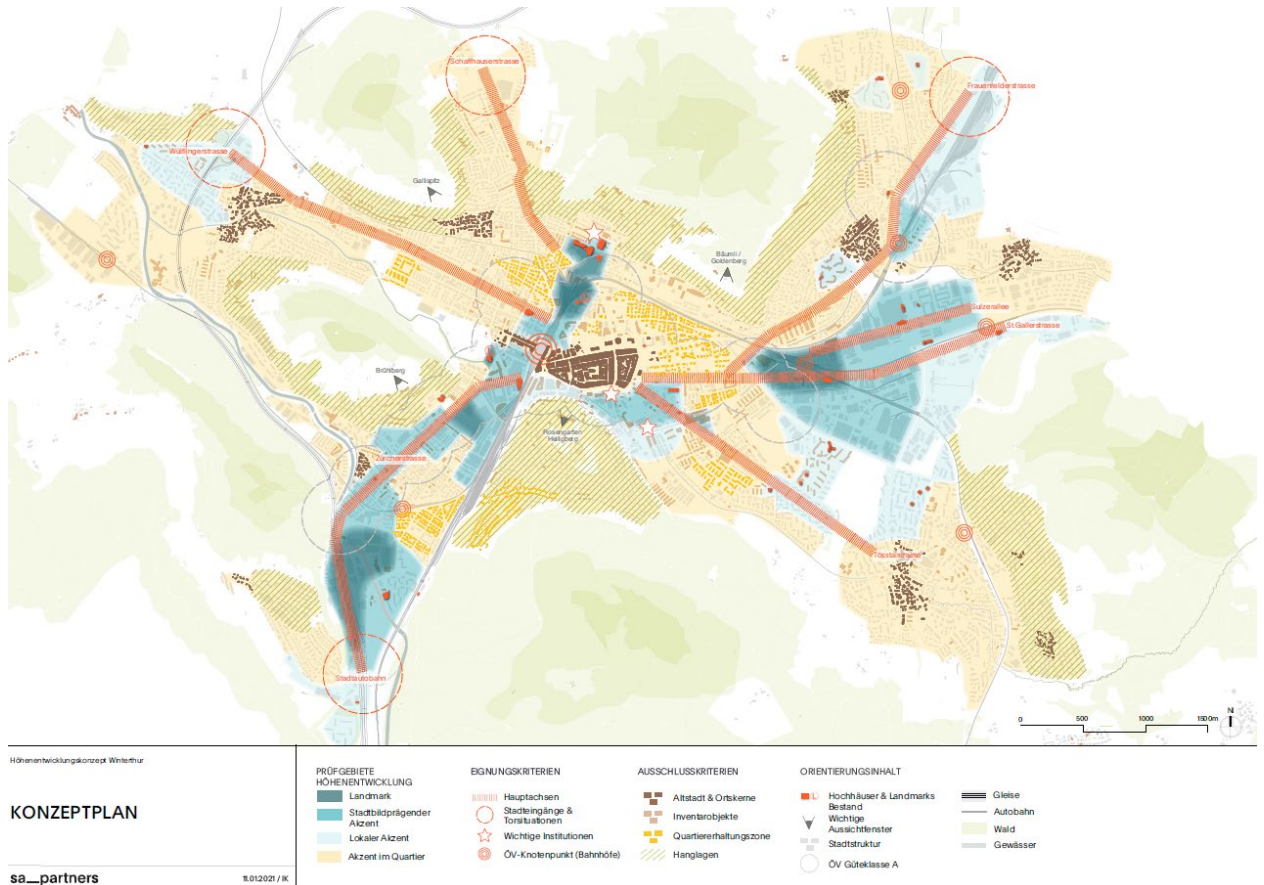 Schaffhauserstrasse
Frauenfelderstrasse
Wülflingerstrasse
Gallispitz
Bäumli /
Goldenberg
Sulzerallee
St.Gallerstrasse
Brühlberg
Rosengarten
Heiligberg
Zürcherstrasse
Tösstalstrasse
Stadtautobahn
0 500 1000 1500m
N
Höhenentwicklungskonzept Winterthur
KONZEPTPLAN
sa_partners
11.01.2021 / IK
PRÜFGEBIETE
HÖHENENTWICKLUNG
Landmark
Stadtbildprägender
Akzent
Lokaler Akzent
Akzent im Quartier
EIGNUNGSKRITERIEN
Hauptachsen
Stadteingänge &
Torsituationen
Wichtige Institutionen
ÖV-Knotenpunkt (Bahnhöfe)
AUSSCHLUSSKRITERIEN
Altstadt & Ortskerne
Inventarobjekte
Quartiererhaltungszone
Hanglagen
ORIENTIERUNGSINHALT
Hochhäuser & Landmarks
Bestand
Wichtige
Aussichtfenster
Stadtstruktur
ÖV Güteklasse A
Gleise
Autobahn
Wald
Gewässer